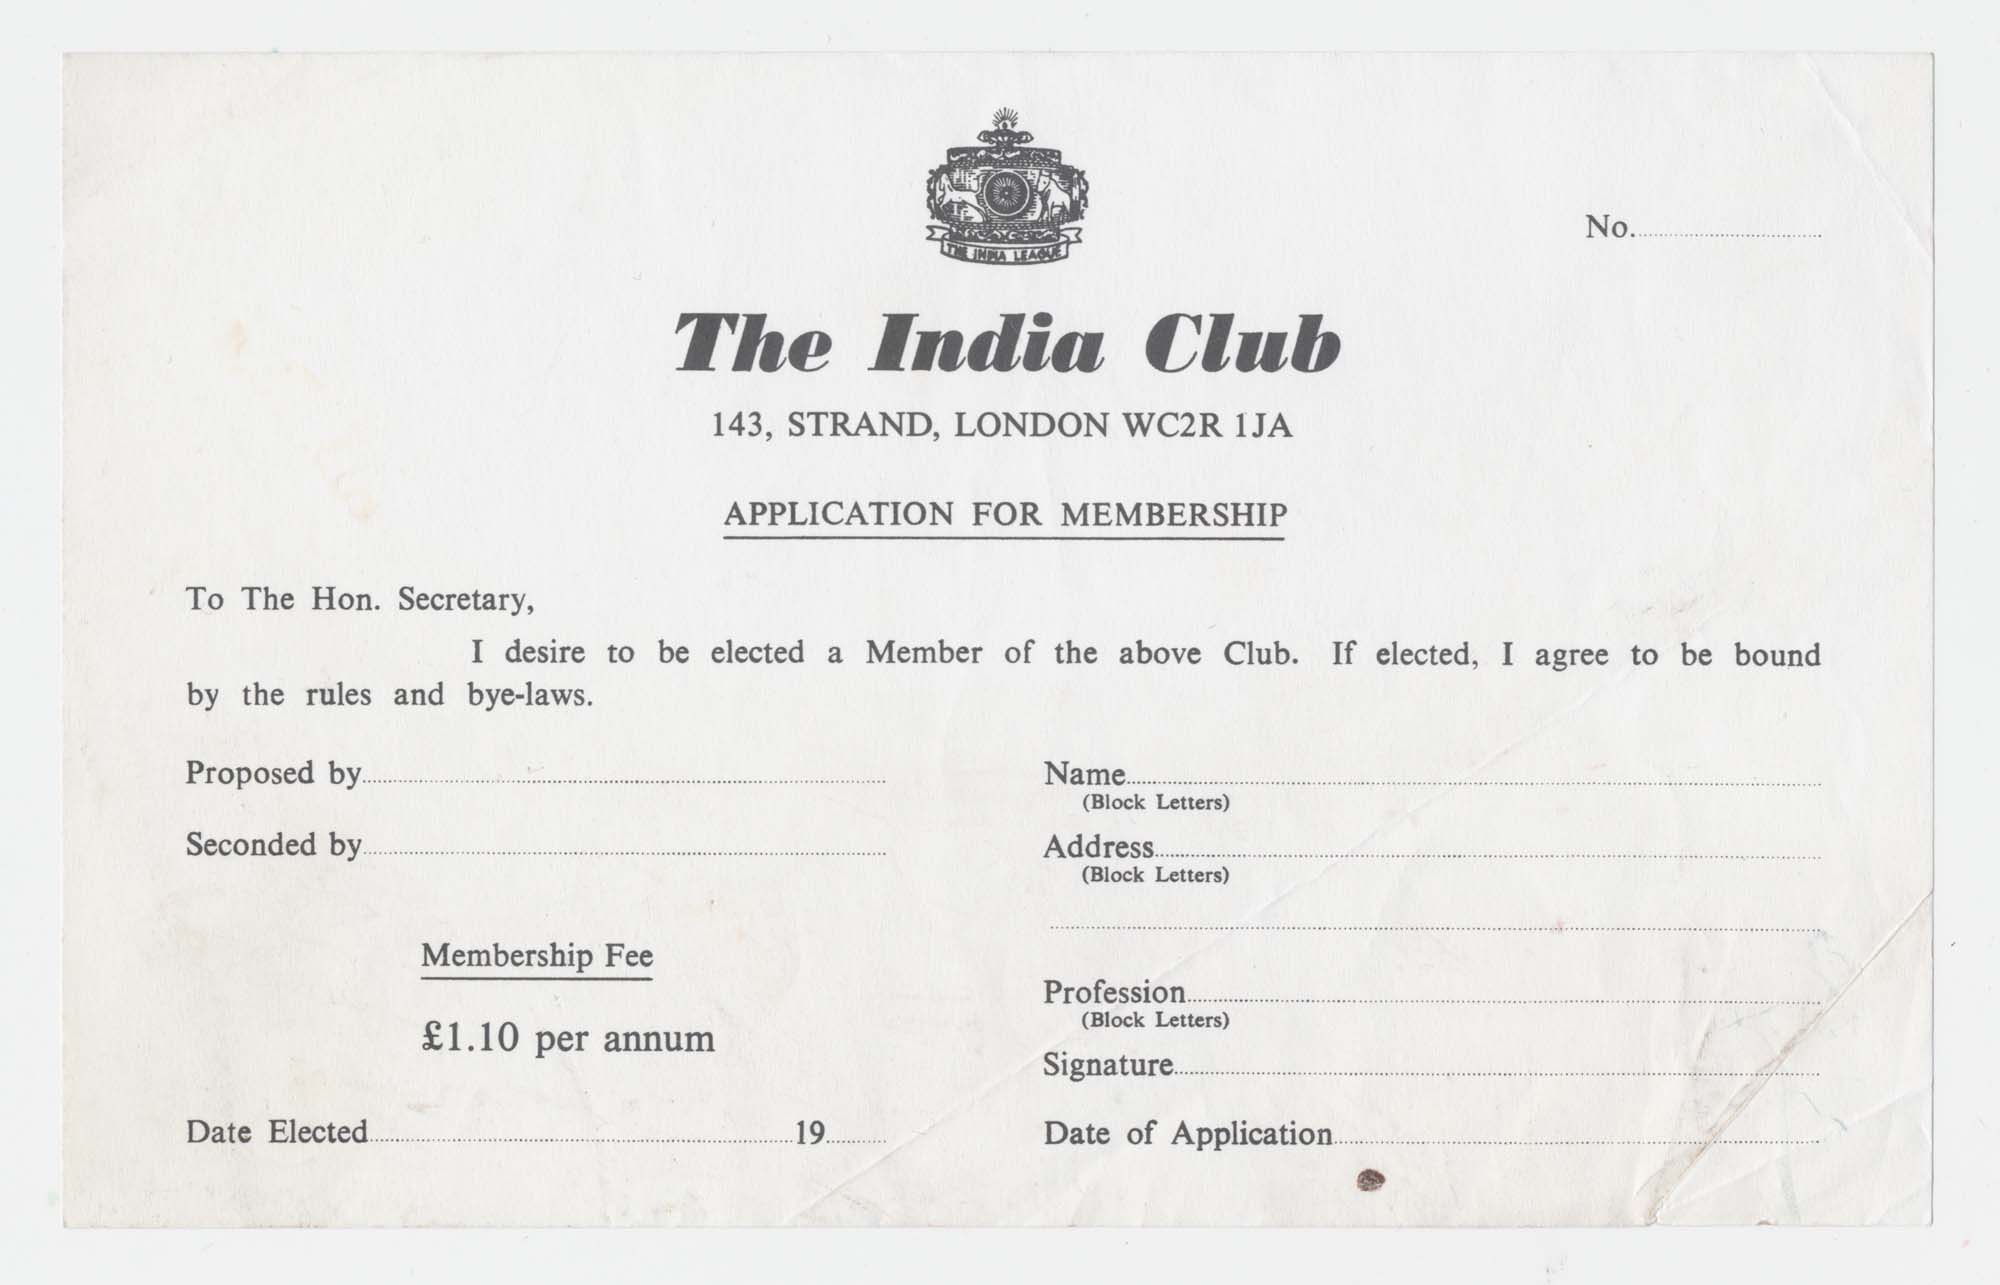 THE INDIA LEAGUE
No.
The India Club
143, STRAND, LONDON WC2R 1JA
APPLICATION FOR MEMBERSHIP
To The Hon. Secretary,
I desire to be elected a Member of the above Club. If elected, I agree to be bound
by the rules and bye-laws.
Proposed by
Seconded by
Membership Fee
£1.10 per annum
Date Elected 19
Name
(Block Letters)
Address
(Block Letters)
Profession
(Block Letters)
Signature
Date of Application